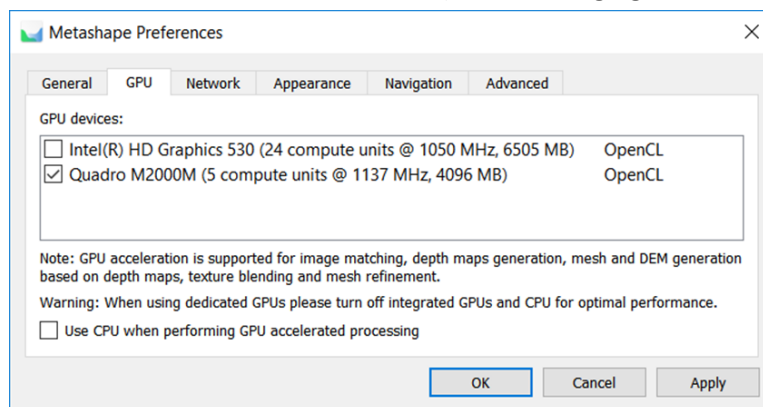 Metashape Preferences
General GPU Network Appearance Navigation Advanced
GPU devices:
Intel(R) HD Graphics 530 (24 compute units @ 1050 MHz, 6505 MB) OpenCL
Quadro M2000M (5 compute units @ 1137 MHz, 4096 MB) OpenCL
Note: GPU acceleration is supported for image matching, depth maps generation, mesh and DEM generation
based on depth maps, texture blending and mesh refinement.
Warning: When using dedicated GPUs please turn off integrated GPUs and CPU for optimal performance.
Use CPU when performing GPU accelerated processing
OK Cancel Apply